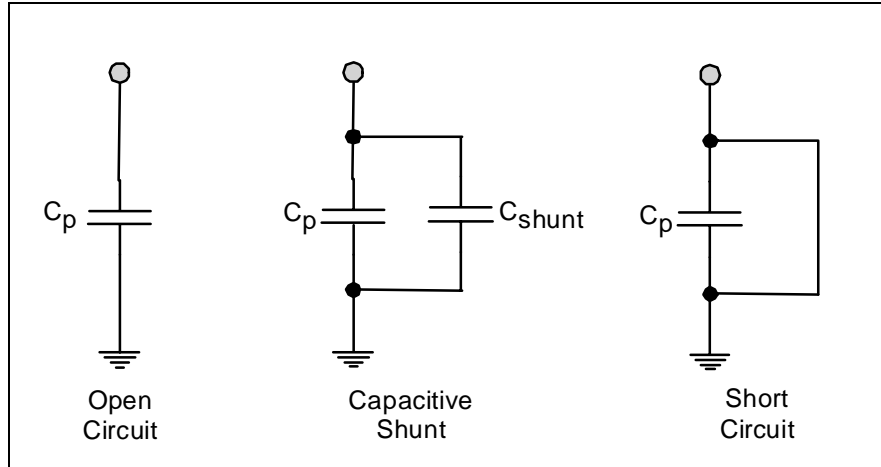 Cp
Cp
Cshunt
Cp
Open
Circuit
Capacitive
Shunt
Short
Circuit